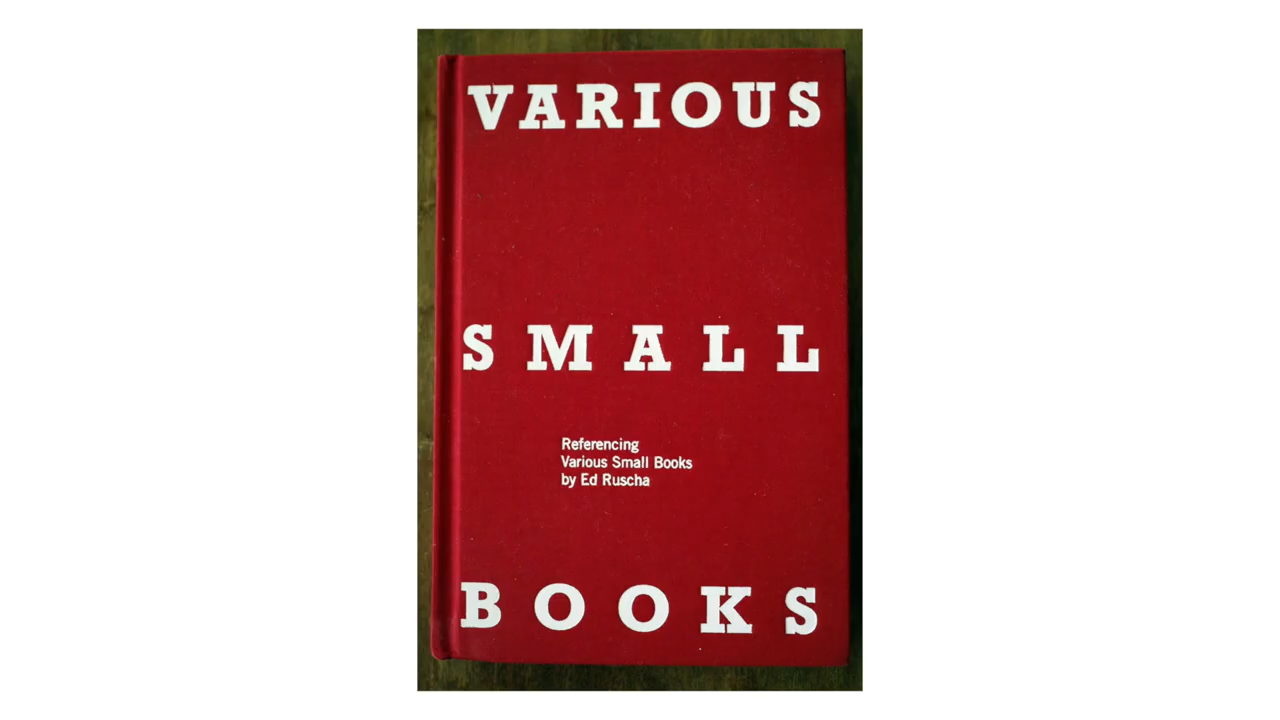 VARIOUS
SMALL
Referencing
Various Small Books
by Ed Ruscha
BOOKS